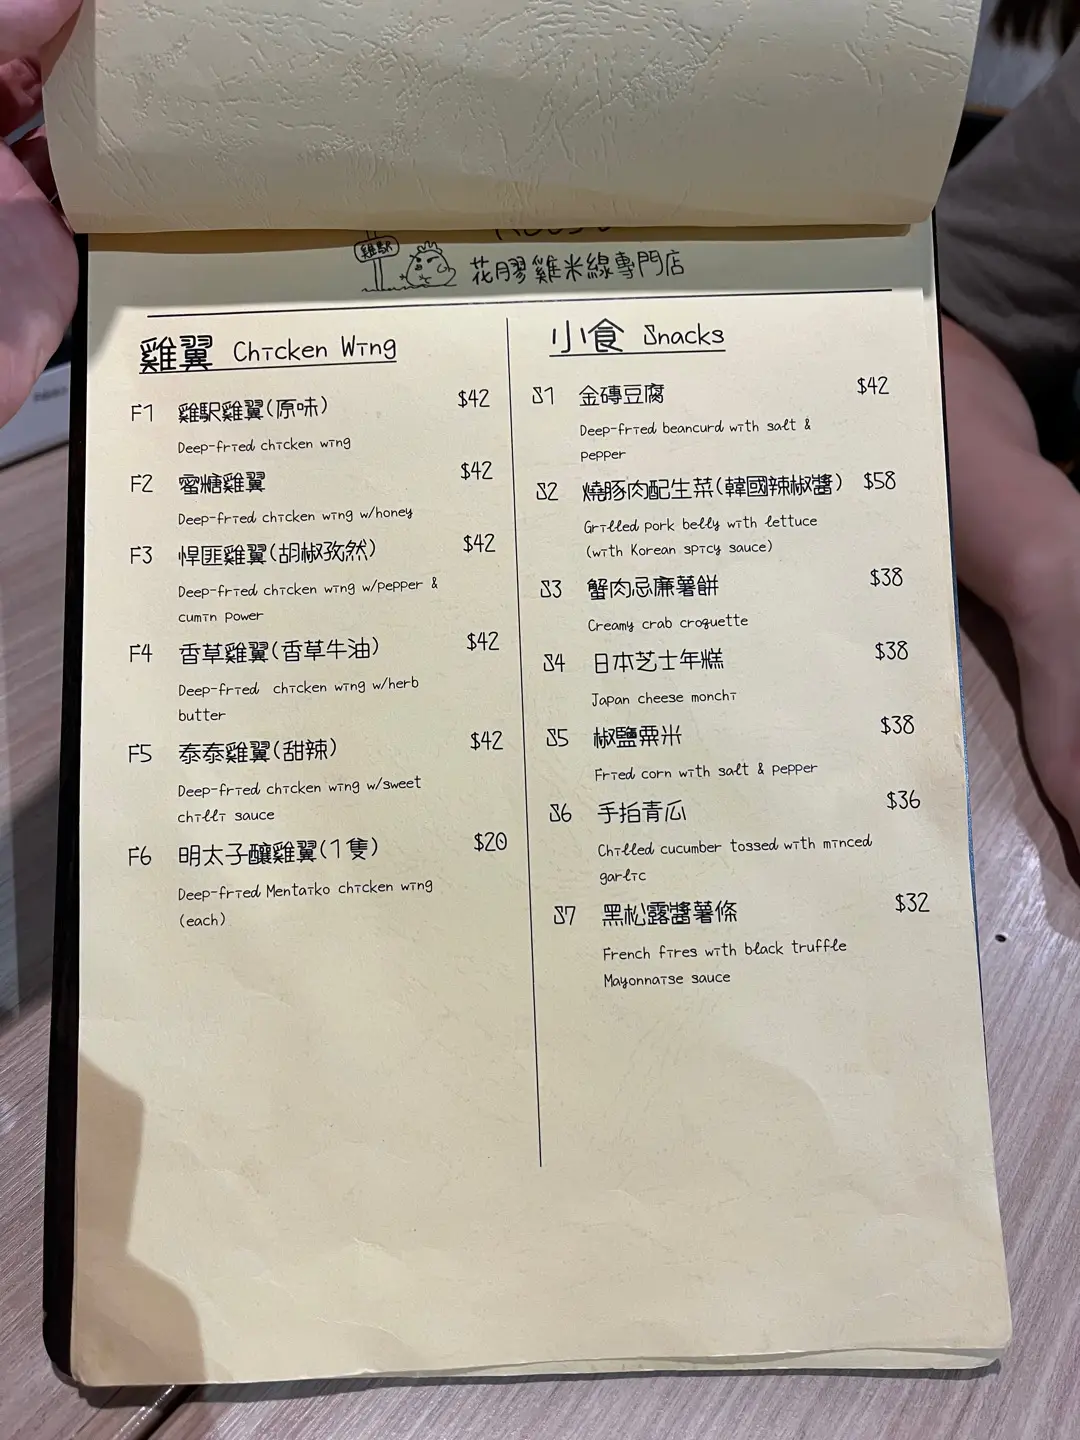 雞駅
花膠雞米線專門店
雞翼 Chicken Wing
F1 雞駅雞翼(原味) $42
Deep-fried chicken wing
F2 蜜糖雞翼 $42
Deep-fried chicken wing w/honey
F3 悍匪雞翼(胡椒孜然) $42
Deep-fried chicken wing w/pepper &
cumin power
F4 香草雞翼(香草牛油) $42
Deep-fried chicken wing w/herb
butter
F5 泰泰雞翼(甜辣) $42
Deep-fried chicken wing w/sweet
chilli sauce
F6 明太子釀雞翼(1隻) $20
Deep-fried Mentaiko chicken wing
(each)
小食 Snacks
S1 金磚豆腐 $42
Deep-fried beancurd with salt &
pepper
S2 燒豚肉配生菜(韓國辣椒醬) $58
Grilled pork belly with lettuce
(with Korean spicy sauce)
S3 蟹肉忌廉薯餅 $38
Creamy crab croquette
S4 日本芝士年糕 $38
Japan cheese monchi
S5 椒鹽粟米 $38
Fried corn with salt & pepper
S6 手拍青瓜 $36
Chilled cucumber tossed with minced
garlic
S7 黑松露醬薯條 $32
French fires with black truffle
Mayonnaise sauce